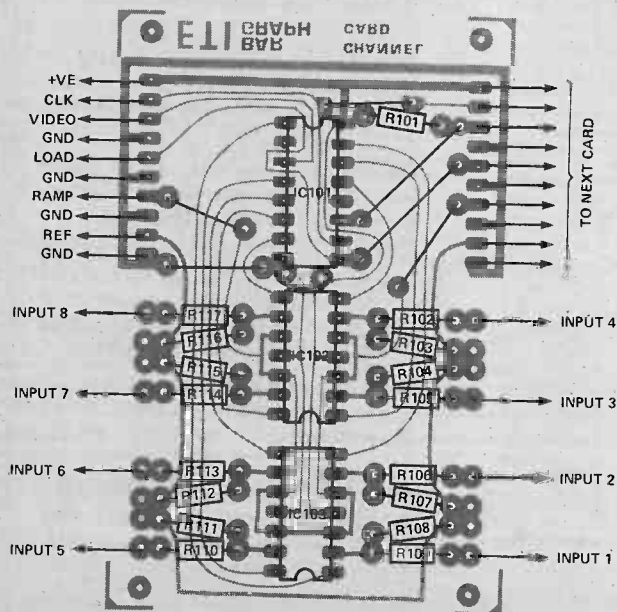 ETI
BAR
GRAPH
CHANNEL
CARD
+VE
CLK
VIDEO
GND
LOAD
GND
RAMP
GND
REF
GND
TO NEXT CARD
R101
IC101
INPUT 8
R117
R116
R115
R114
INPUT 7
IC102
R102
R103
R104
R105
INPUT 4
INPUT 3
INPUT 6
R113
R112
R111
R110
INPUT 5
IC103
R106
R107
R108
R10
INPUT 2
INPUT 1